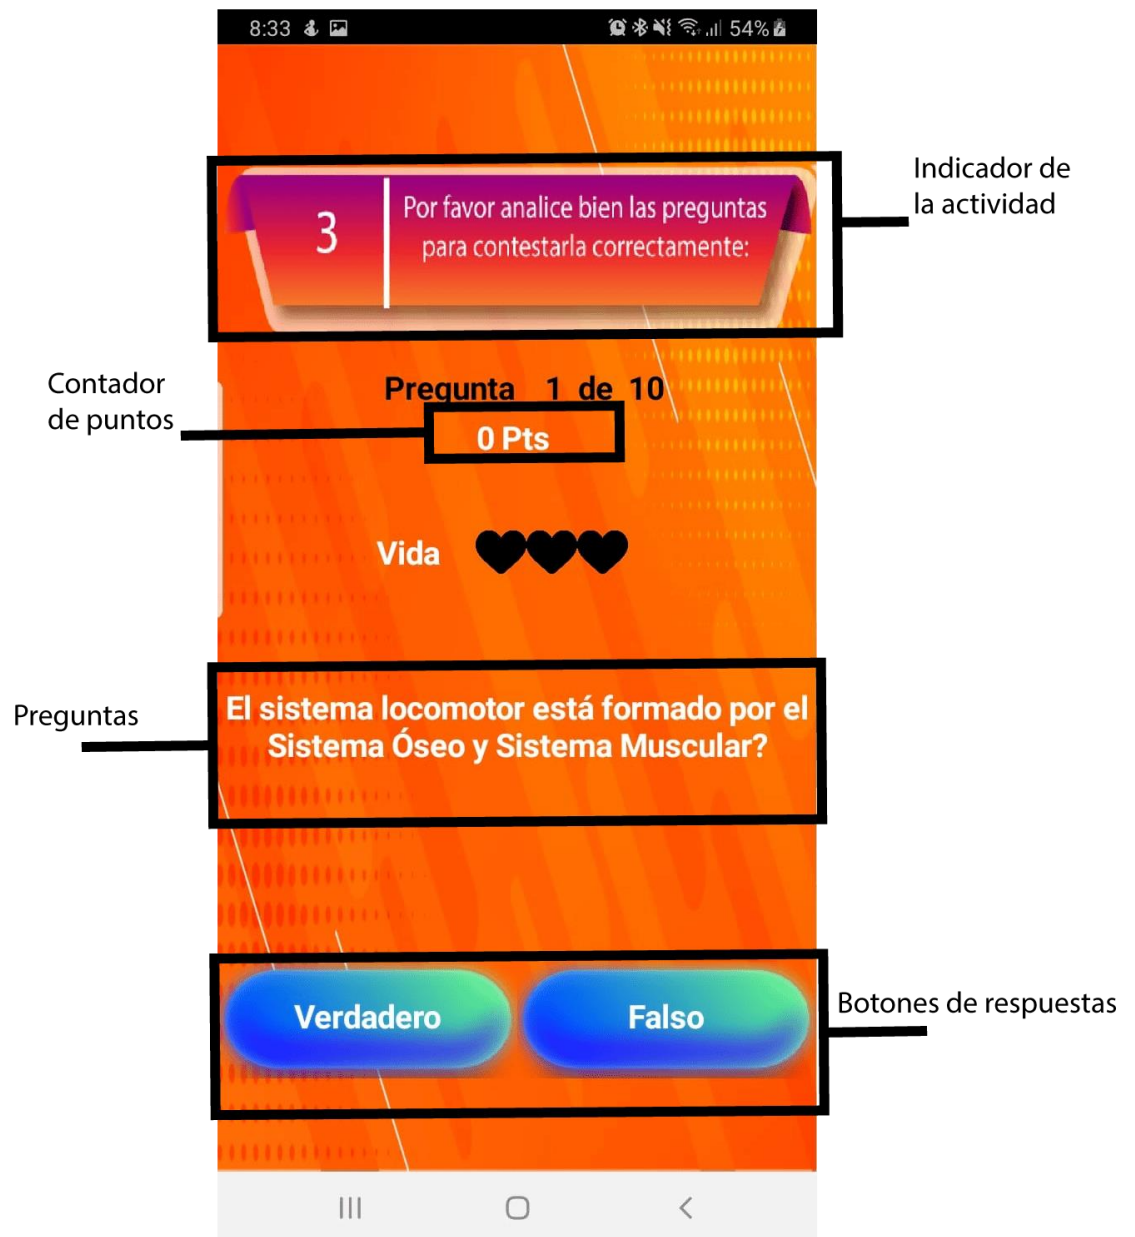 8:33
54%
Indicador de
la actividad
3
Por favor analice bien las preguntas
para contestarla correctamente:
Contador
de puntos
Pregunta 1 de 10
0 Pts
Vida
Preguntas
El sistema locomotor está formado por el
Sistema Óseo y Sistema Muscular?
Verdadero
Falso
Botones de respuestas